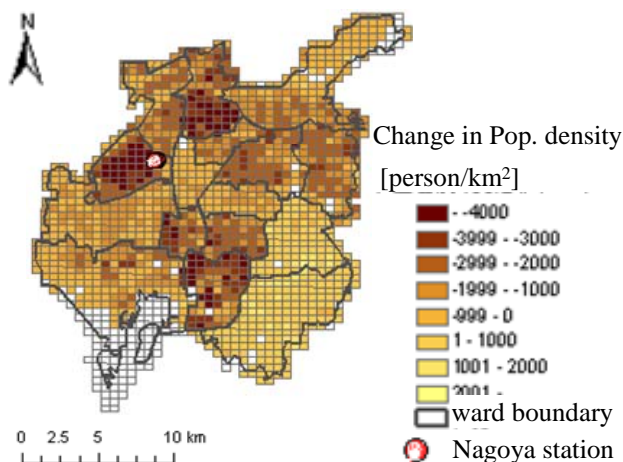 N
Change in Pop. density
[person/km²]
- -4000
-3999 - -3000
-2999 - -2000
-1999 - -1000
-999 - 0
1 - 1000
1001 - 2000
2001 -
ward boundary
Nagoya station
0 2.5 5 10 km